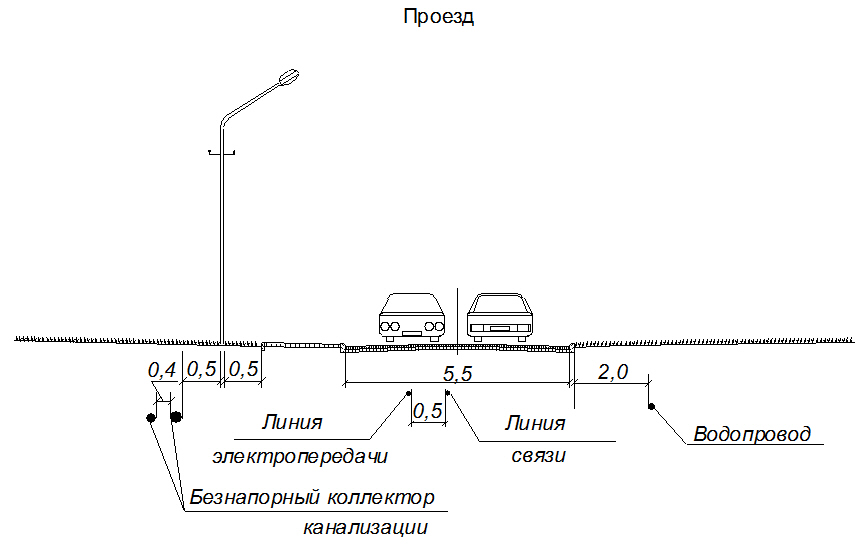 Проезд
0,4
0,5
0,5
5,5
2,0
0,5
Линия
электропередачи
Линия
связи
Водопровод
Безнапорный коллектор
канализации